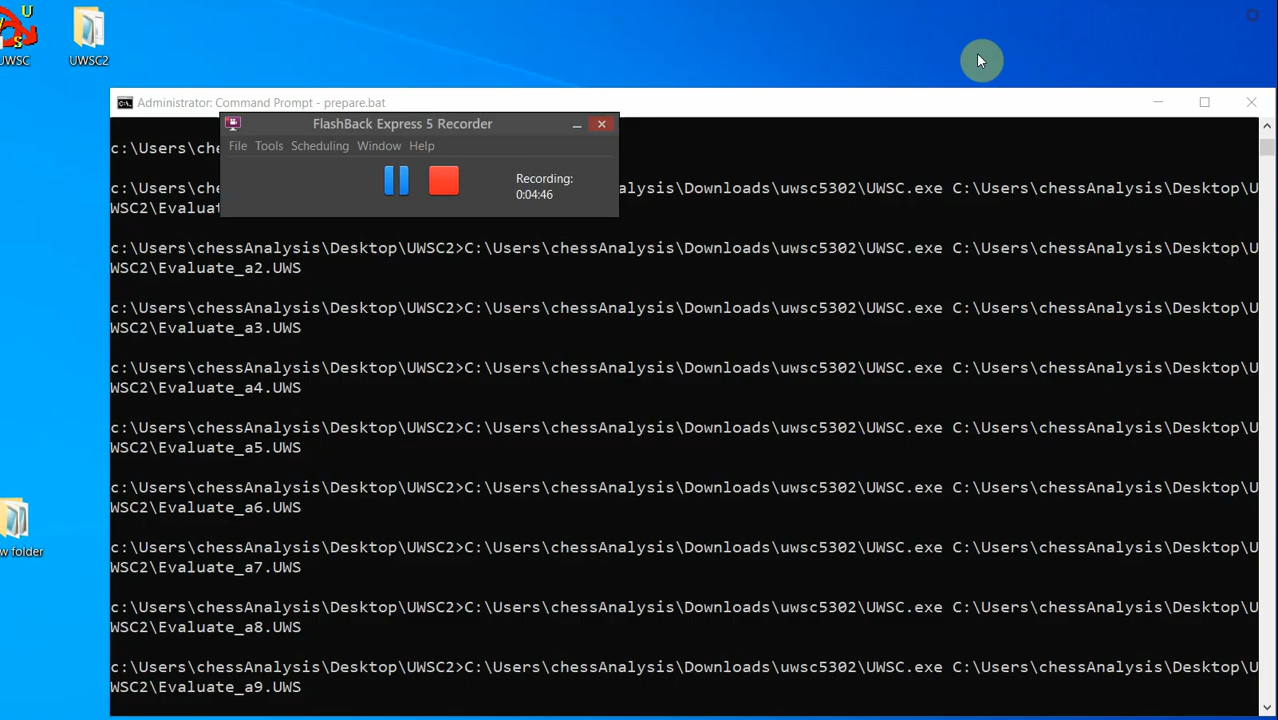 U
S
UWSC
UWSC2
Administrator: Command Prompt - prepare.bat
FlashBack Express 5 Recorder
File Tools Scheduling Window Help
Recording:
0:04:46
c:\Users\che
c:\Users\chessAnalysis\Downloads\uwsc5302\UWSC.exe C:\Users\chessAnalysis\Desktop\U
WSC2\Evaluat
c:\Users\chessAnalysis\Desktop\UWSC2>C:\Users\chessAnalysis\Downloads\uwsc5302\UWSC.exe C:\Users\chessAnalysis\Desktop\U
WSC2\Evaluate_a2.UWS
c:\Users\chessAnalysis\Desktop\UWSC2>C:\Users\chessAnalysis\Downloads\uwsc5302\UWSC.exe C:\Users\chessAnalysis\Desktop\U
WSC2\Evaluate_a3.UWS
c:\Users\chessAnalysis\Desktop\UWSC2>C:\Users\chessAnalysis\Downloads\uwsc5302\UWSC.exe C:\Users\chessAnalysis\Desktop\U
WSC2\Evaluate_a4.UWS
c:\Users\chessAnalysis\Desktop\UWSC2>C:\Users\chessAnalysis\Downloads\uwsc5302\UWSC.exe C:\Users\chessAnalysis\Desktop\U
WSC2\Evaluate_a5.UWS
c:\Users\chessAnalysis\Desktop\UWSC2>C:\Users\chessAnalysis\Downloads\uwsc5302\UWSC.exe C:\Users\chessAnalysis\Desktop\U
WSC2\Evaluate_a6.UWS
c:\Users\chessAnalysis\Desktop\UWSC2>C:\Users\chessAnalysis\Downloads\uwsc5302\UWSC.exe C:\Users\chessAnalysis\Desktop\U
WSC2\Evaluate_a7.UWS
w folder
c:\Users\chessAnalysis\Desktop\UWSC2>C:\Users\chessAnalysis\Downloads\uwsc5302\UWSC.exe C:\Users\chessAnalysis\Desktop\U
WSC2\Evaluate_a8.UWS
c:\Users\chessAnalysis\Desktop\UWSC2>C:\Users\chessAnalysis\Downloads\uwsc5302\UWSC.exe C:\Users\chessAnalysis\Desktop\U
WSC2\Evaluate_a9.UWS